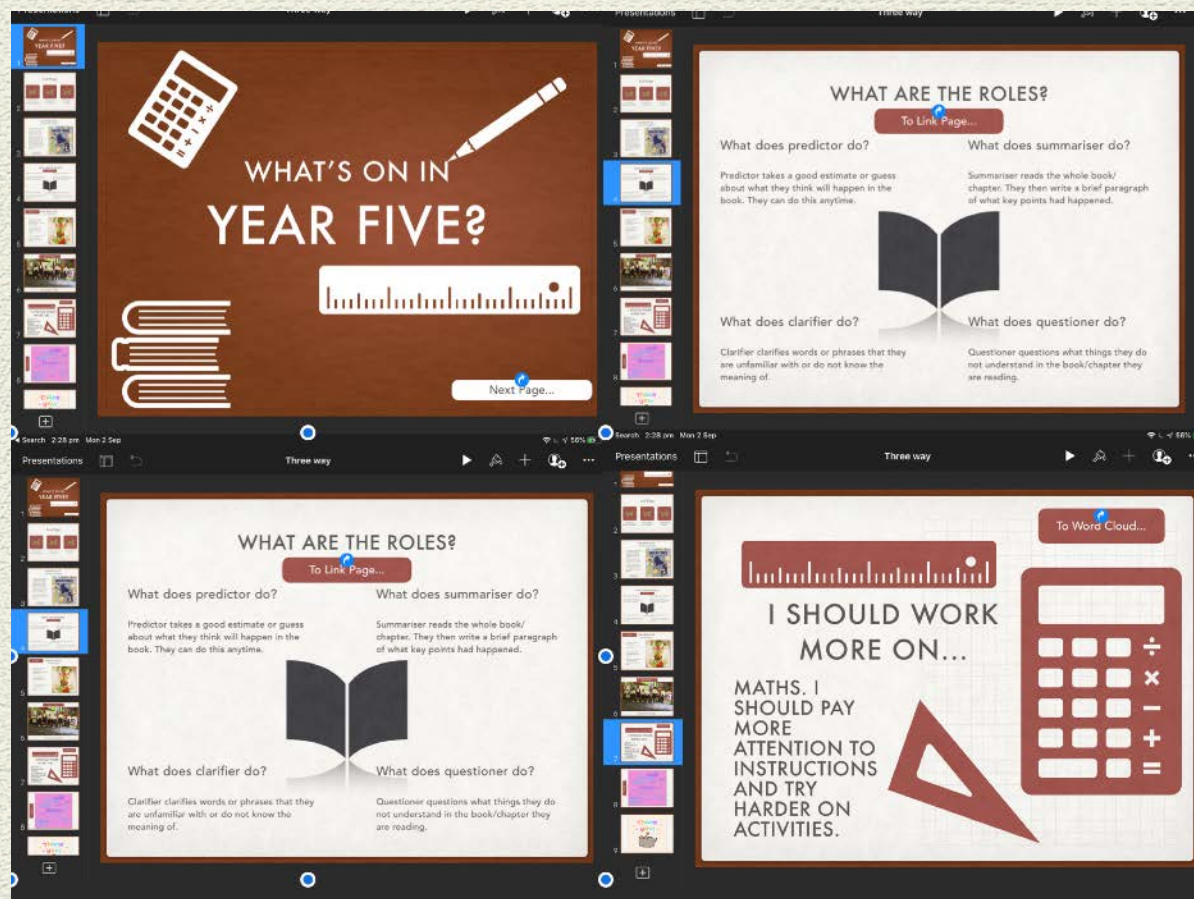 Presentations
Three way
WHAT'S ON IN
YEAR FIVE?
Next Page...
1
2
3
4
5
6
7
8
Presentations
Three way
WHAT ARE THE ROLES?
To Link Page...
What does predictor do?
Predictor takes a good estimate or guess
about what they think will happen in the
book. They can do this anytime.
What does summariser do?
Summariser reads the whole book/
chapter. They then write a brief paragraph
of what key points had happened.
What does clarifier do?
Clarifier clarifies words or phrases that they
are unfamiliar with or do not know the
meaning of.
What does questioner do?
Questioner questions what things they do
not understand in the book/chapter they
are reading.
Search 2:28 pm Mon 2 Sep
56%
Presentations
Three way
WHAT ARE THE ROLES?
To Link Page...
What does predictor do?
Predictor takes a good estimate or guess
about what they think will happen in the
book. They can do this anytime.
What does summariser do?
Summariser reads the whole book/
chapter. They then write a brief paragraph
of what key points had happened.
What does clarifier do?
Clarifier clarifies words or phrases that they
are unfamiliar with or do not know the
meaning of.
What does questioner do?
Questioner questions what things they do
not understand in the book/chapter they
are reading.
Search 2:28 pm Mon 2 Sep
56%
Presentations
Three way
To Word Cloud...
I SHOULD WORK
MORE ON...
MATHS. I
SHOULD PAY
MORE
ATTENTION TO
INSTRUCTIONS
AND TRY
HARDER ON
ACTIVITIES.